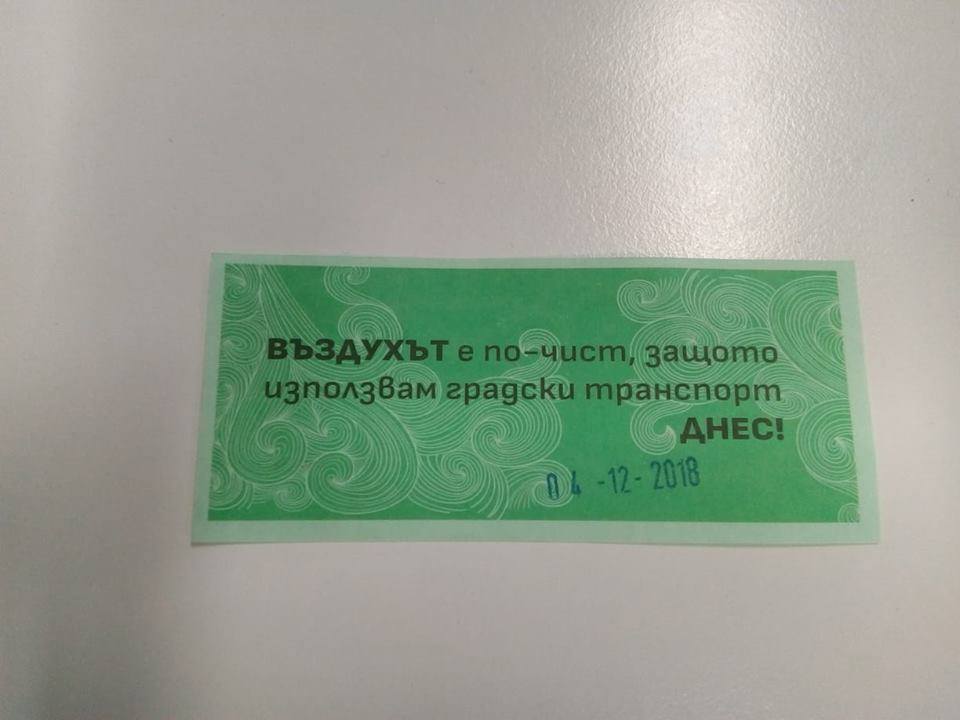 ВЪЗДУХЪТ е по-чист, защото
използвам градски транспорт
ДНЕС!
04-12-2018